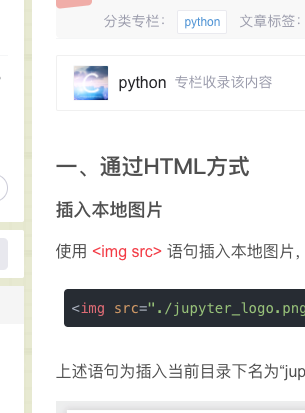 分类专栏： python 文章标签：
python 专栏收录该内容
一、通过HTML方式
插入本地图片
使用 <img src> 语句插入本地图片，
<img src="./jupyter_logo.png
上述语句为插入当前目录下名为“jup